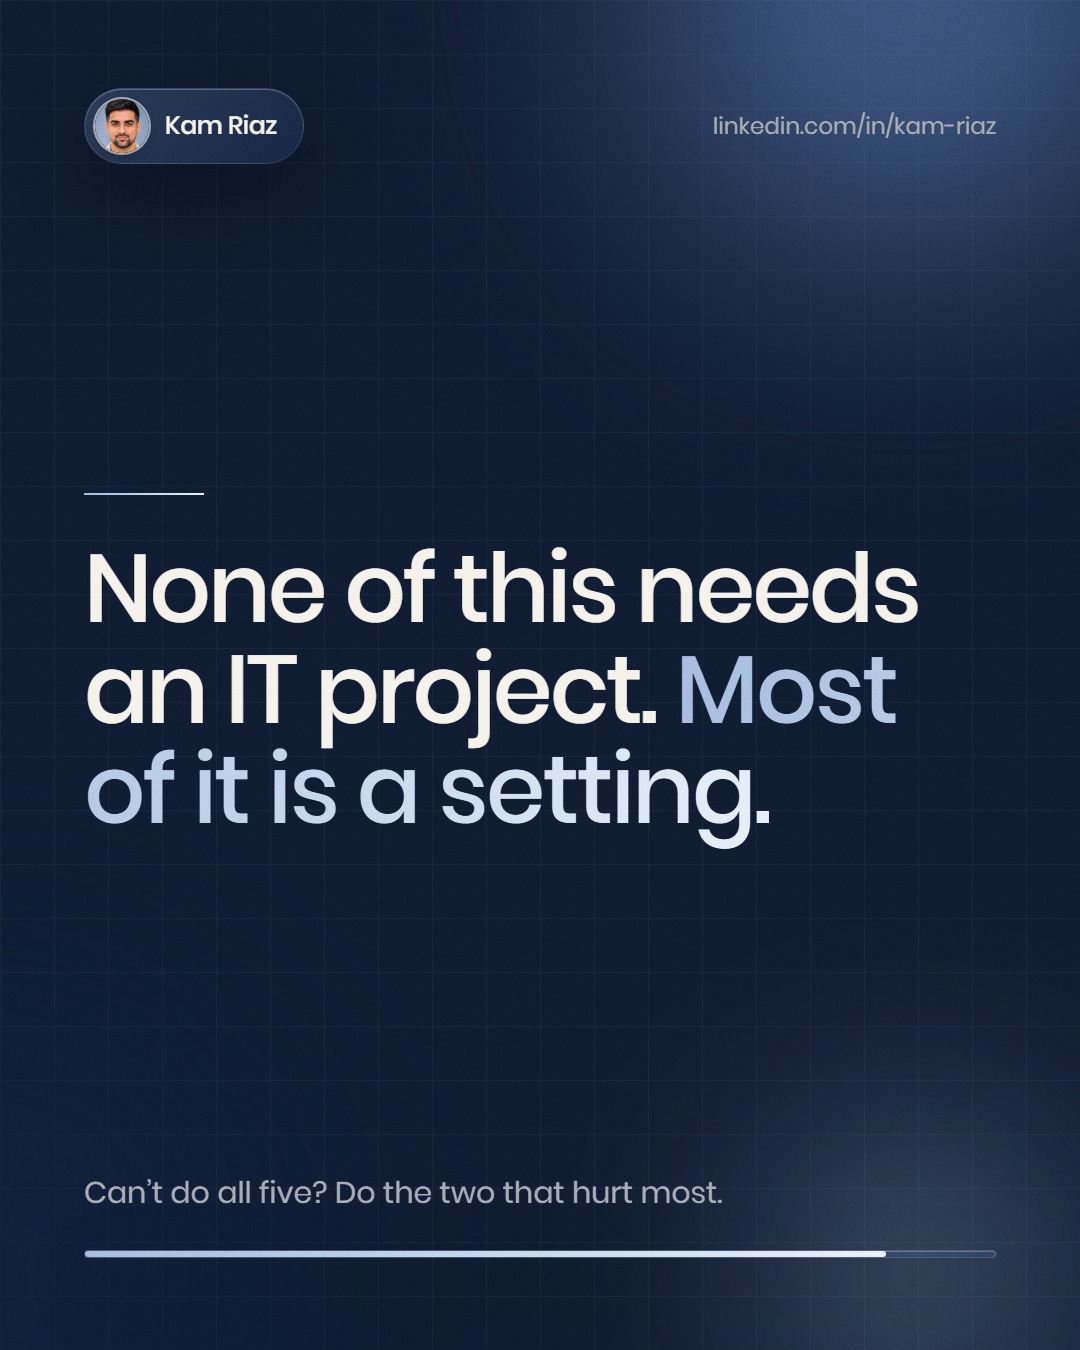 Kam Riaz
linkedin.com/in/kam-riaz
None of this needs
an IT project. Most
of it is a setting.
Can’t do all five? Do the two that hurt most.